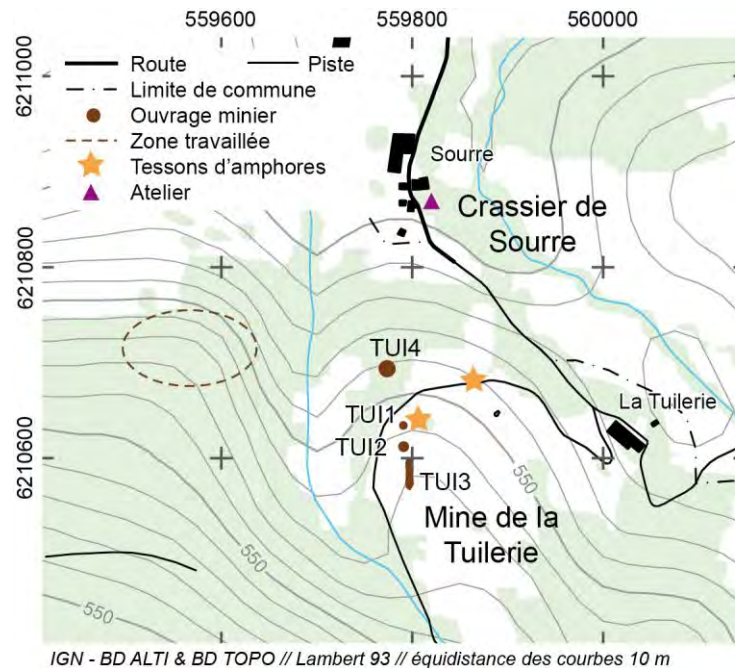 559600
559800
560000
6211000
6210800
6210600
Route
Piste
Limite de commune
Ouvrage minier
Zone travaillée
Tessons d'amphores
Atelier
Sourre
Crassier de
Sourre
TUI4
TUI1
TUI2
TUI3
La Tuilerie
Mine de la
Tuilerie
550
550
550
IGN - BD ALTI & BD TOPO // Lambert 93 // équidistance des courbes 10 m